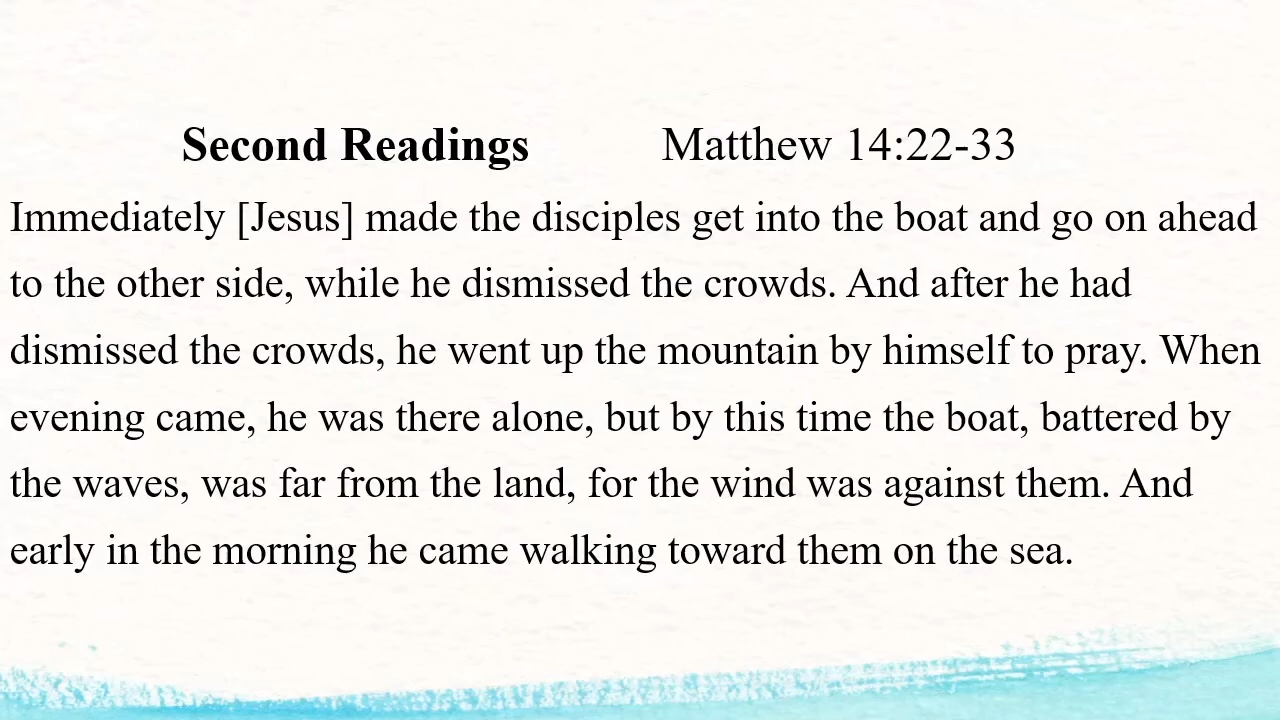 Second Readings Matthew 14:22-33
Immediately [Jesus] made the disciples get into the boat and go on ahead
to the other side, while he dismissed the crowds. And after he had
dismissed the crowds, he went up the mountain by himself to pray. When
evening came, he was there alone, but by this time the boat, battered by
the waves, was far from the land, for the wind was against them. And
early in the morning he came walking toward them on the sea.